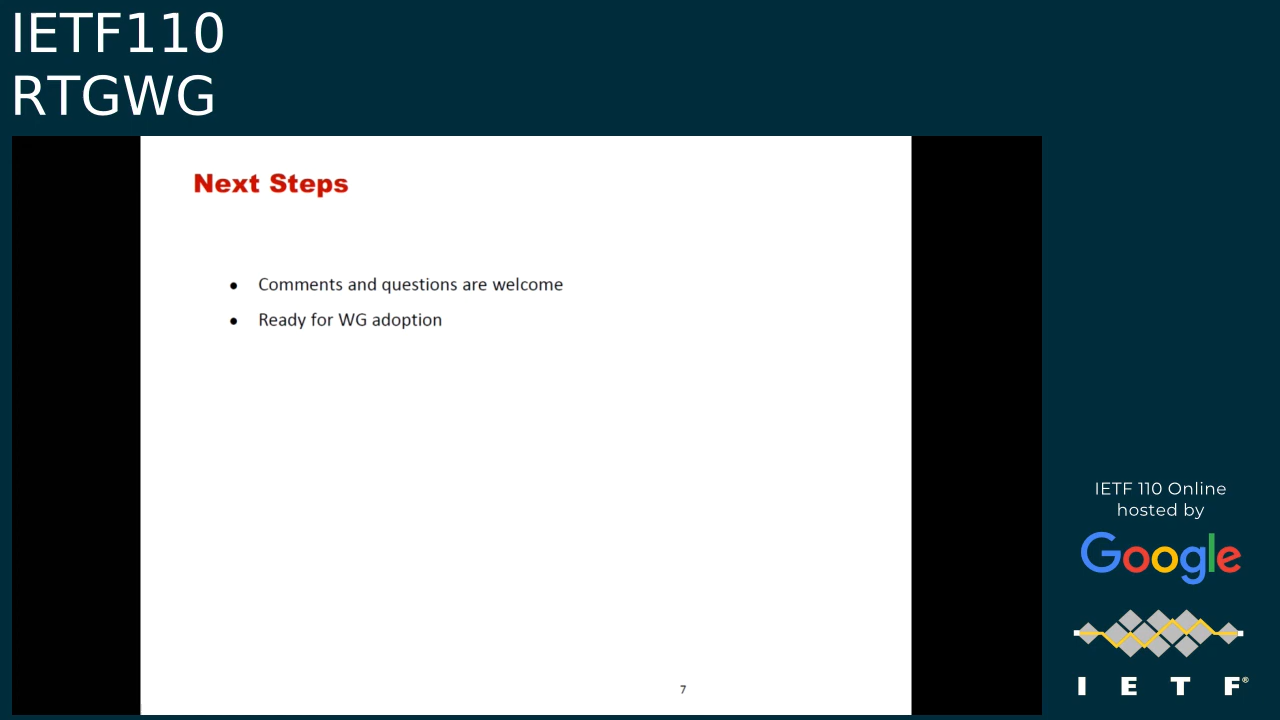 IETF110
RTGWG
Next Steps
• Comments and questions are welcome
• Ready for WG adoption
7
IETF 110 Online
hosted by
Google
I E T F®